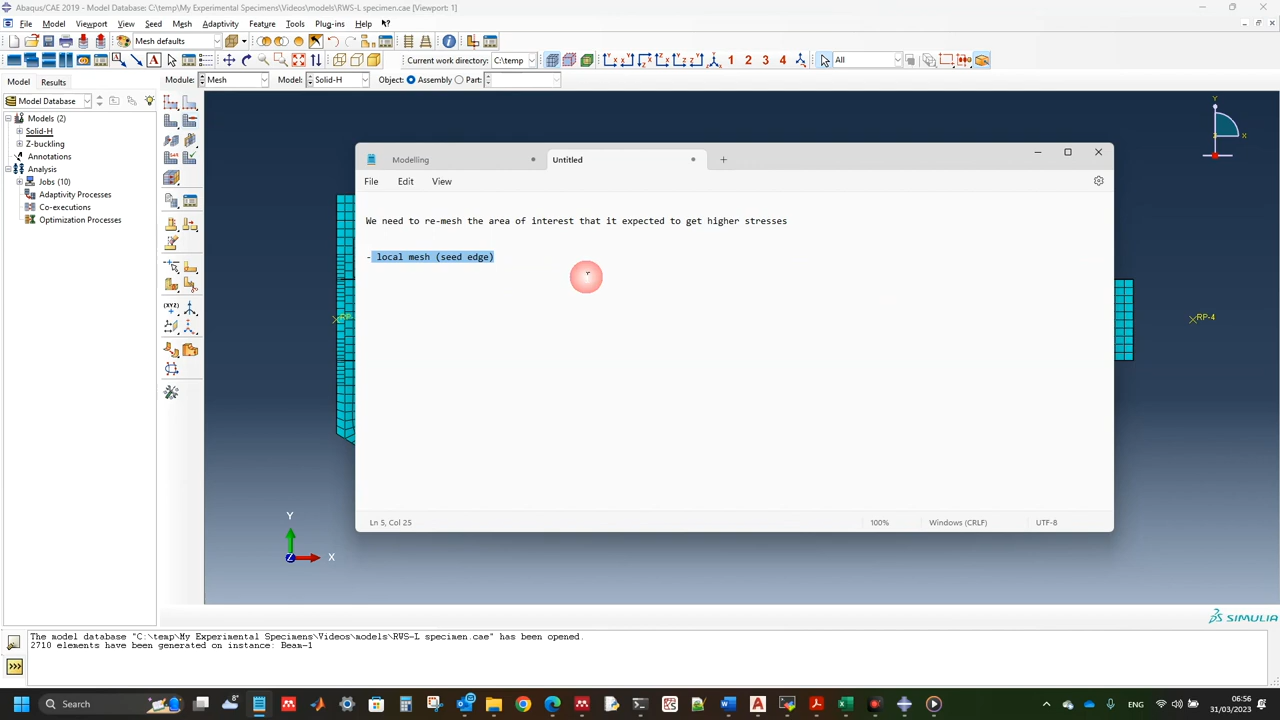 Abaqus/CAE 2019 - Model Database: C:\temp\My Experimental Specimens\Videos\models\RWS-L specimen.cae [Viewport: 1]
File Model Viewport View Seed Mesh Adaptivity Feature Tools Plug-ins Help
Mesh defaults
Current work directory: C:\temp
1 2 3 4
All
Model Results
Module: Mesh Model: Solid-H Object: Assembly Part:
Model Database
Models (2)
Solid-H
Z-buckling
Annotations
Analysis
Jobs (10)
Adaptivity Processes
Co-executions
Optimization Processes
(XYZ)
Modelling
Untitled
File Edit View
We need to re-mesh the area of interest that it expected to get higher stresses
- local mesh (seed edge)
Ln 5, Col 25 100% Windows (CRLF) UTF-8
RP-4
Y
X
Y
X
Z
SIMULIA
The model database "C:\temp\My Experimental Specimens\Videos\models\RWS-L specimen.cae" has been opened.
2710 elements have been generated on instance: Beam-1
>>>
Search
8°
06:56
31/03/2023